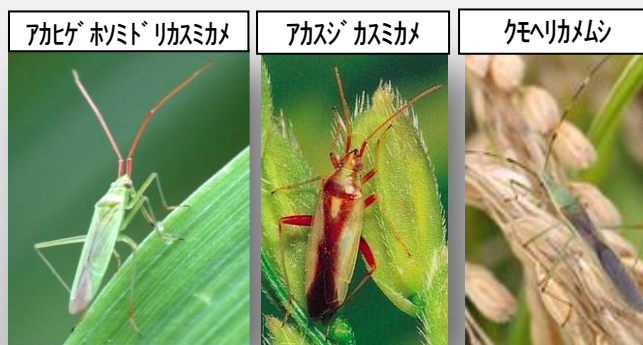 ｱｶﾋｹﾞﾎｿﾐﾄﾞﾘｶｽﾐｶﾒ
ｱｶｽｼﾞｶｽﾐｶﾒ
ｸﾓﾍﾘｶﾒﾑｼ